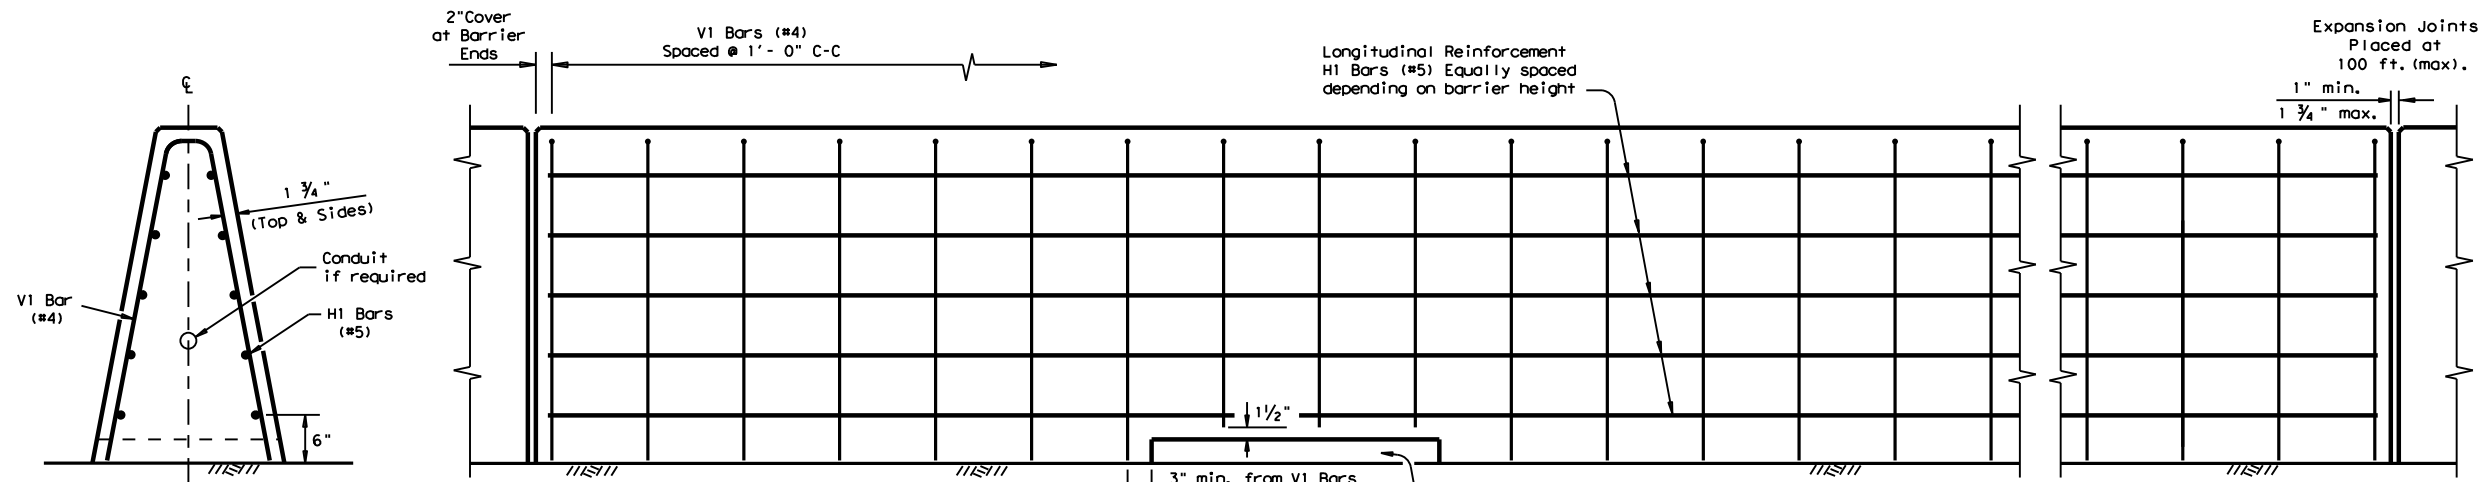 2"Cover
at Barrier
Ends
V1 Bars (#4)
Spaced @ 1'- 0" C-C
Longitudinal Reinforcement
H1 Bars (#5) Equally spaced
depending on barrier height
Expansion Joints
Placed at
100 ft.(max).
1" min.
1 ¾" max.
℄
1 ¾"
(Top & Sides)
Conduit
if required
V1 Bar
(#4)
H1 Bars
(#5)
6"
1½"
3" min. from V1 Bars